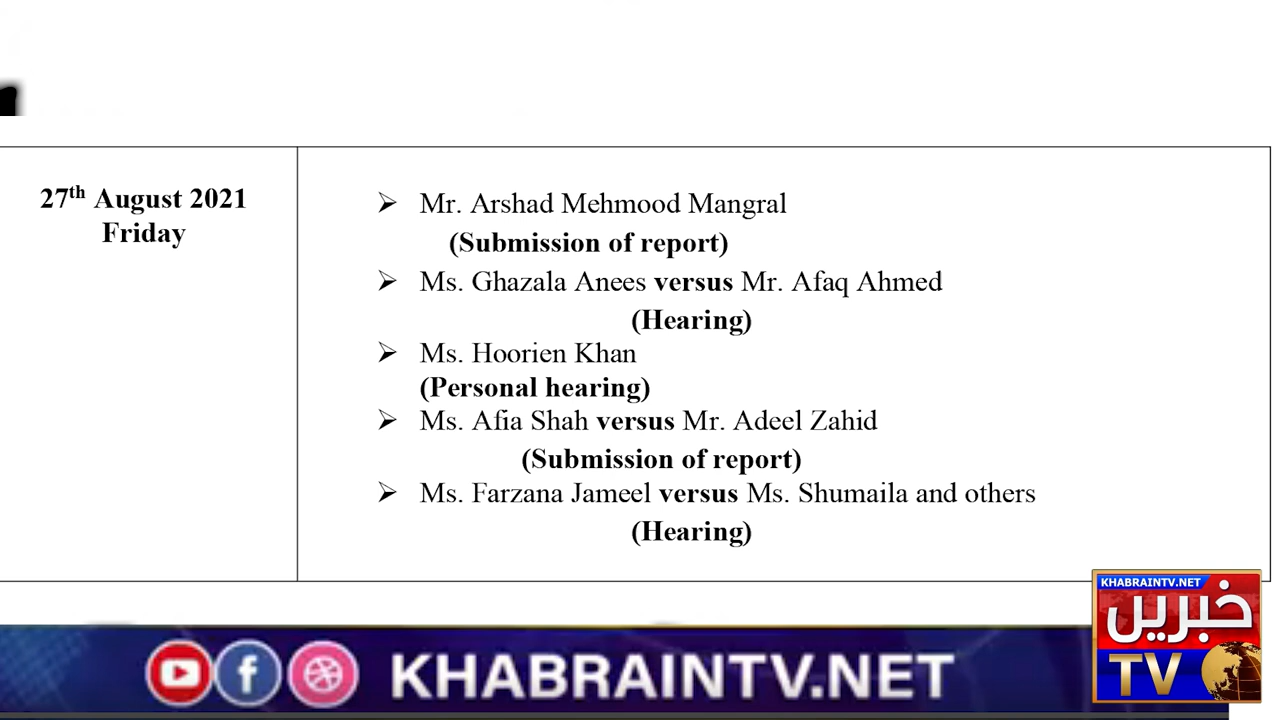 27th August 2021
Friday
➢ Mr. Arshad Mehmood Mangral
(Submission of report)
➢ Ms. Ghazala Anees versus Mr. Afaq Ahmed
(Hearing)
➢ Ms. Hoorien Khan
(Personal hearing)
➢ Ms. Afia Shah versus Mr. Adeel Zahid
(Submission of report)
➢ Ms. Farzana Jameel versus Ms. Shumaila and others
(Hearing)
KHABRAINTV.NET
خبریں
TV
KHABRAINTV.NET